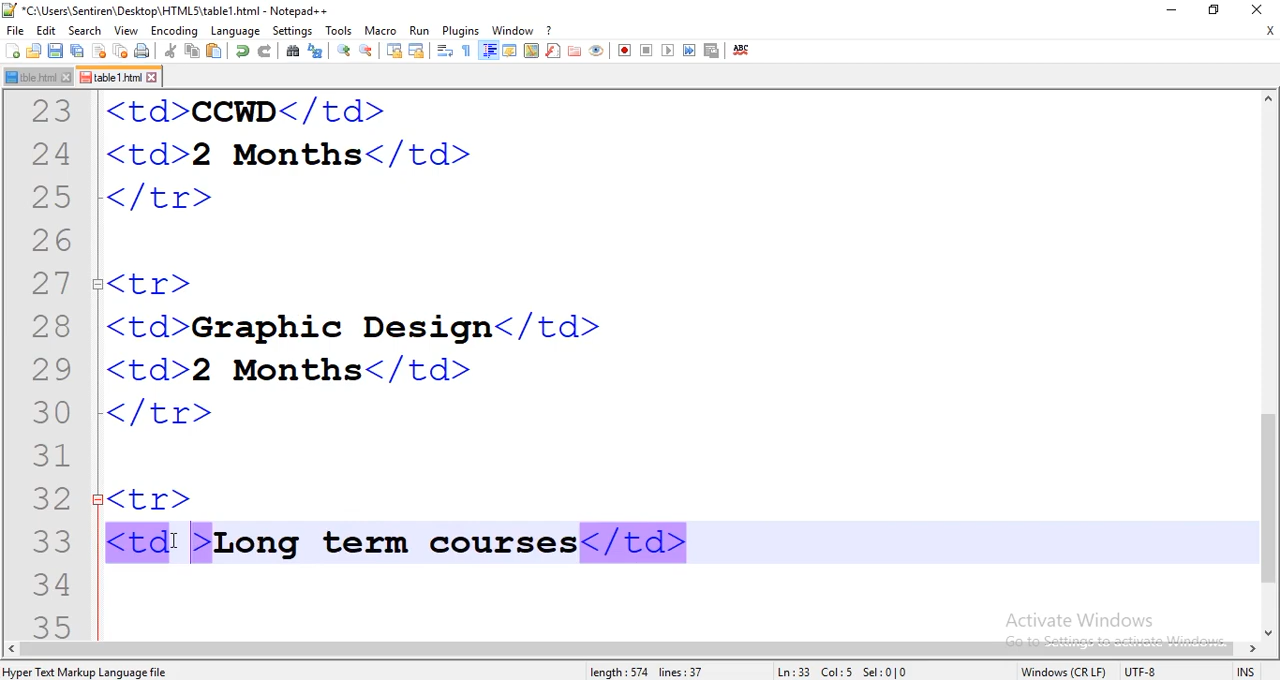 *C:\Users\Sentiren\Desktop\HTML5\table1.html - Notepad++
File Edit Search View Encoding Language Settings Tools Macro Run Plugins Window ? X
ABC
tble.html table1.html
23 <td>CCWD</td>
24 <td>2 Months</td>
25 </tr>
26
27 <tr>
28 <td>Graphic Design</td>
29 <td>2 Months</td>
30 </tr>
31
32 <tr>
33 <td >Long term courses</td>
34
35
Activate Windows
Go to Settings to activate Windows.
Hyper Text Markup Language file length : 574 lines : 37 Ln : 33 Col : 5 Sel : 0 | 0 Windows (CR LF) UTF-8 INS